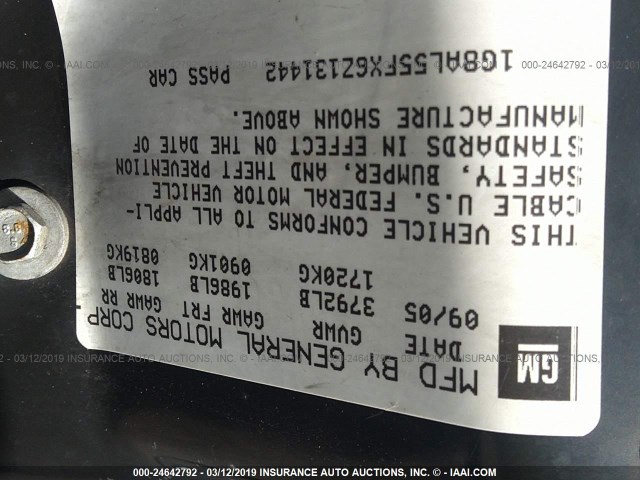 GM
MFD BY GENERAL MOTORS CORP
DATE GVWR GAWR FRT GAWR RR
09/05 3792LB 1986LB 1806LB
1720KG 0901KG 0819KG
THIS VEHICLE CONFORMS TO ALL APPLI-
CABLE U.S. FEDERAL MOTOR VEHICLE
SAFETY, BUMPER, AND THEFT PREVENTION
STANDARDS IN EFFECT ON THE DATE OF
MANUFACTURE SHOWN ABOVE.
1G8AL55FX6Z131442 PASS CAR
000-24642792 - 03/12/2019 INSURANCE AUTO AUCTIONS - © - IAAI.COM